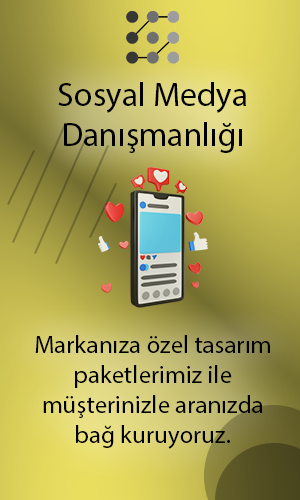 Sosyal Medya
Danışmanlığı
Markanıza özel tasarım
paketlerimiz ile
müşterinizle aranızda
bağ kuruyoruz.